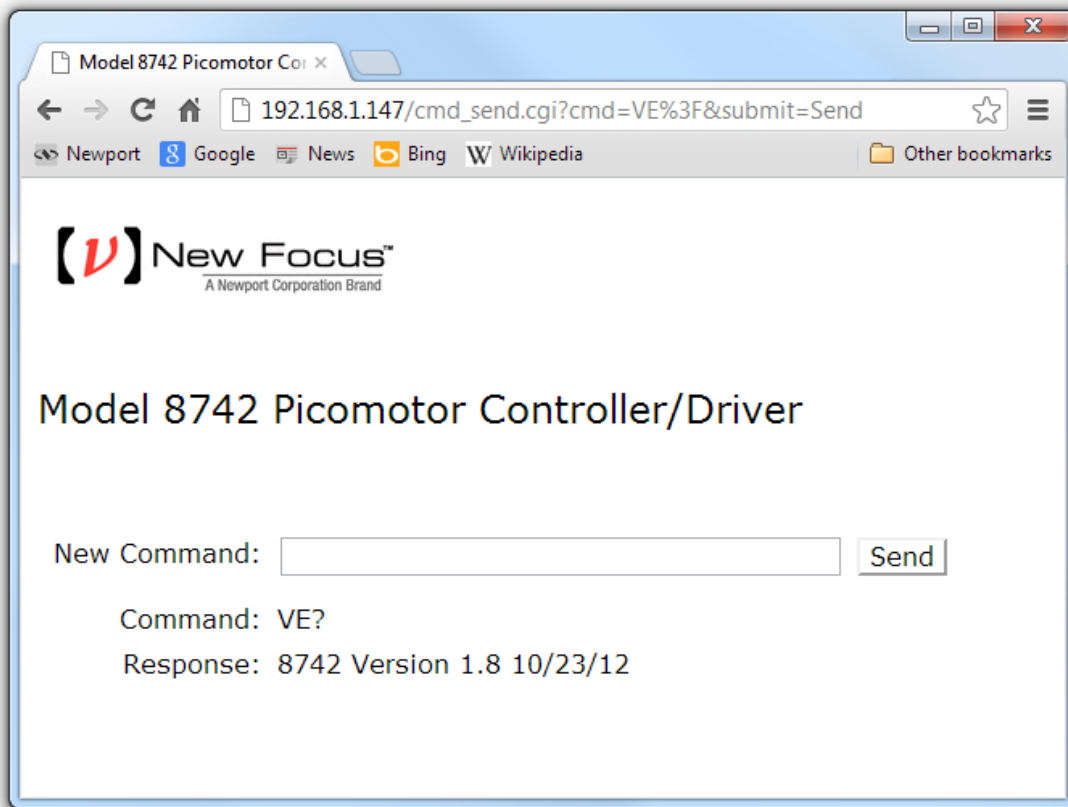 Model 8742 Picomotor Cor
192.168.1.147/cmd_send.cgi?cmd=VE%3F&submit=Send
Newport Google News Bing W Wikipedia Other bookmarks
(ν) New Focus™
A Newport Corporation Brand
Model 8742 Picomotor Controller/Driver
New Command: Send
Command: VE?
Response: 8742 Version 1.8 10/23/12